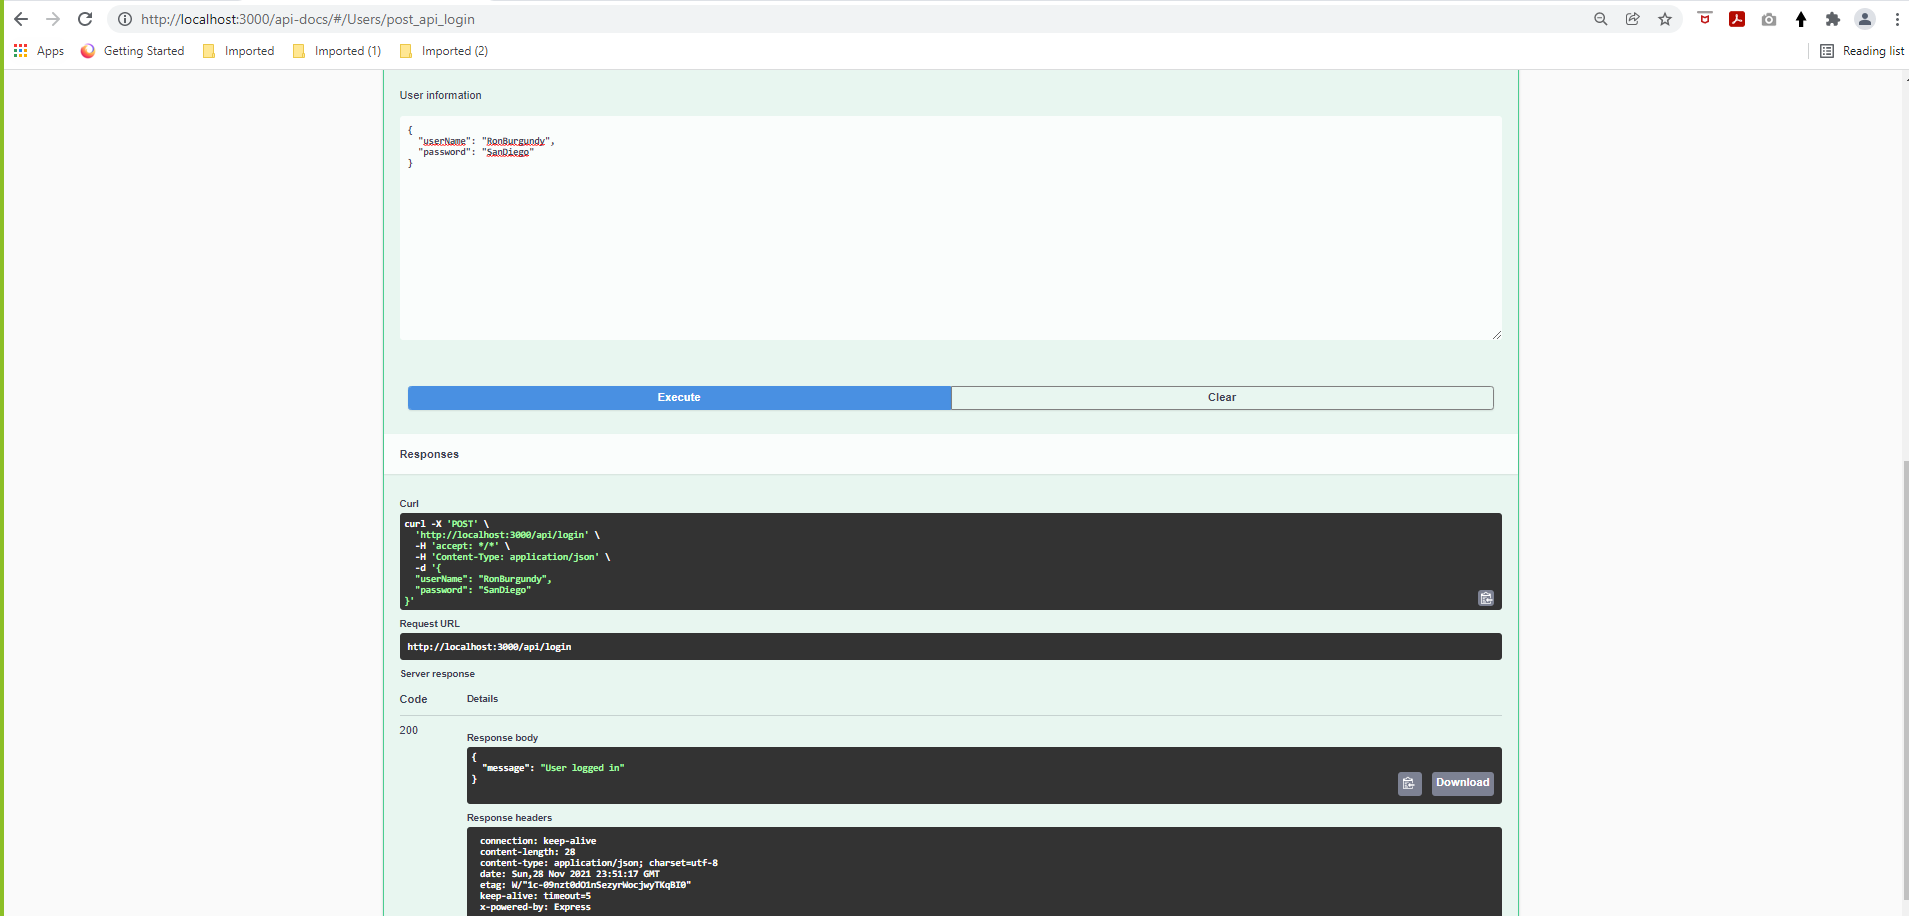 http://localhost:3000/api-docs/#/Users/post_api_login
Apps Getting Started Imported Imported (1) Imported (2) Reading list
User information
{
"userName": "RonBurgundy",
"password": "SanDiego"
}
Execute Clear
Responses
Curl
curl -X 'POST' \
'http://localhost:3000/api/login' \
-H 'accept: */*' \
-H 'Content-Type: application/json' \
-d '{
"userName": "RonBurgundy",
"password": "SanDiego"
}'
Request URL
http://localhost:3000/api/login
Server response
Code Details
200
Response body
{
"message": "User logged in"
}
Download
Response headers
connection: keep-alive
content-length: 28
content-type: application/json; charset=utf-8
date: Sun,28 Nov 2021 23:51:17 GMT
etag: W/"1c-09nzt0dO1nSezyrWocjwyTKqBI0"
keep-alive: timeout=5
x-powered-by: Express